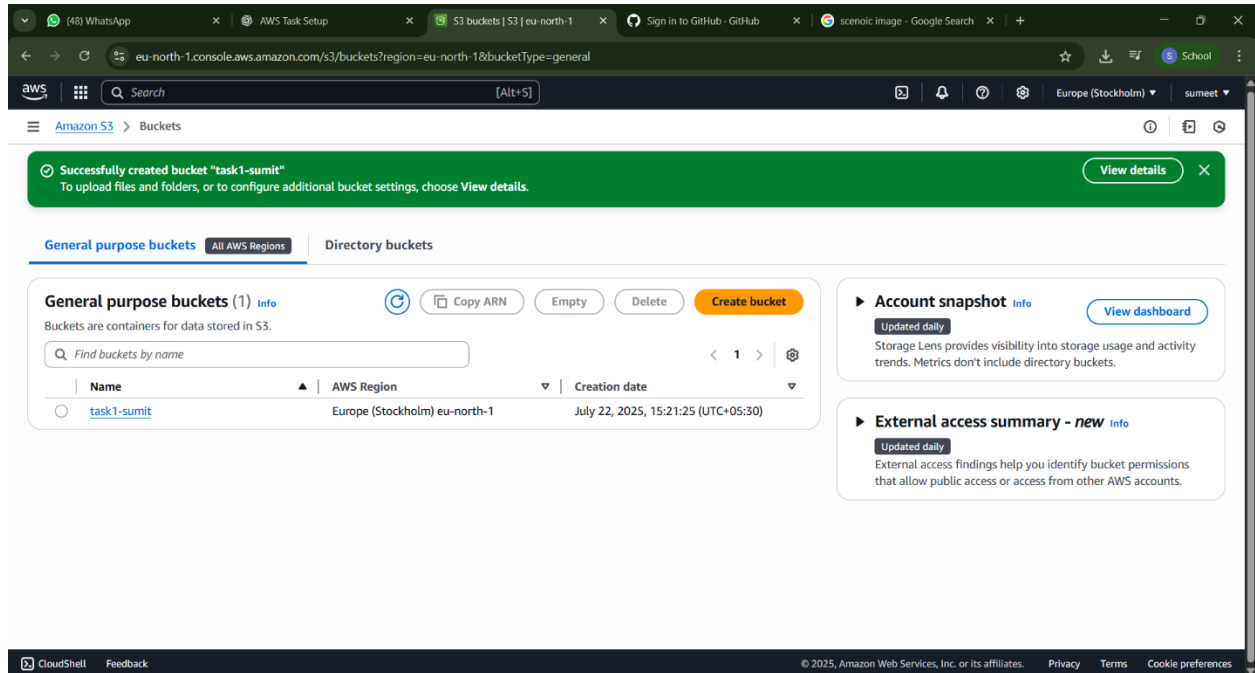 (48) WhatsApp
AWS Task Setup
S3 buckets | S3 | eu-north-1
Sign in to GitHub · GitHub
scenoic image - Google Search
eu-north-1.console.aws.amazon.com/s3/buckets?region=eu-north-1&bucketType=general
S School
aws
Search [Alt+S]
Europe (Stockholm)
sumeet
Amazon S3 > Buckets
Successfully created bucket "task1-sumit"
To upload files and folders, or to configure additional bucket settings, choose View details.
View details
General purpose buckets All AWS Regions
Directory buckets
General purpose buckets (1) Info
Copy ARN
Empty
Delete
Create bucket
Buckets are containers for data stored in S3.
Find buckets by name
< 1 >
Name AWS Region Creation date
task1-sumit Europe (Stockholm) eu-north-1 July 22, 2025, 15:21:25 (UTC+05:30)
Account snapshot Info
View dashboard
Updated daily
Storage Lens provides visibility into storage usage and activity
trends. Metrics don't include directory buckets.
External access summary - new Info
Updated daily
External access findings help you identify bucket permissions
that allow public access or access from other AWS accounts.
CloudShell Feedback
© 2025, Amazon Web Services, Inc. or its affiliates. Privacy Terms Cookie preferences